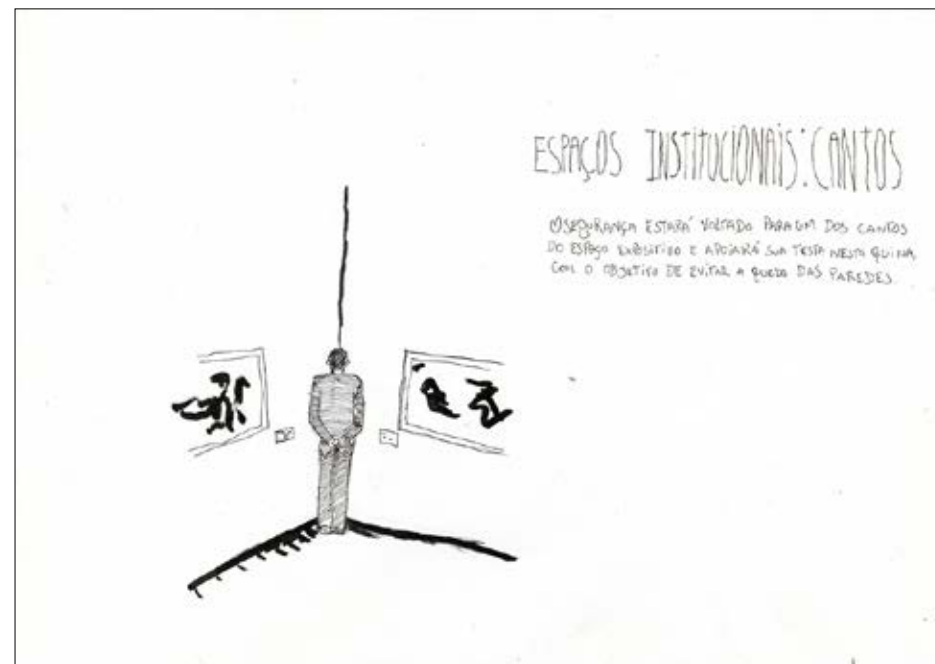 ESPAÇOS INSTITUCIONAIS: CANTOS
O SEGURANÇA ESTARÁ VOLTADO PARA UM DOS CANTOS
DO ESPAÇO EXPOSITIVO E APOIARÁ SUA TESTA NESTA QUINA
COM O OBJETIVO DE EVITAR A QUEDA DAS PAREDES.